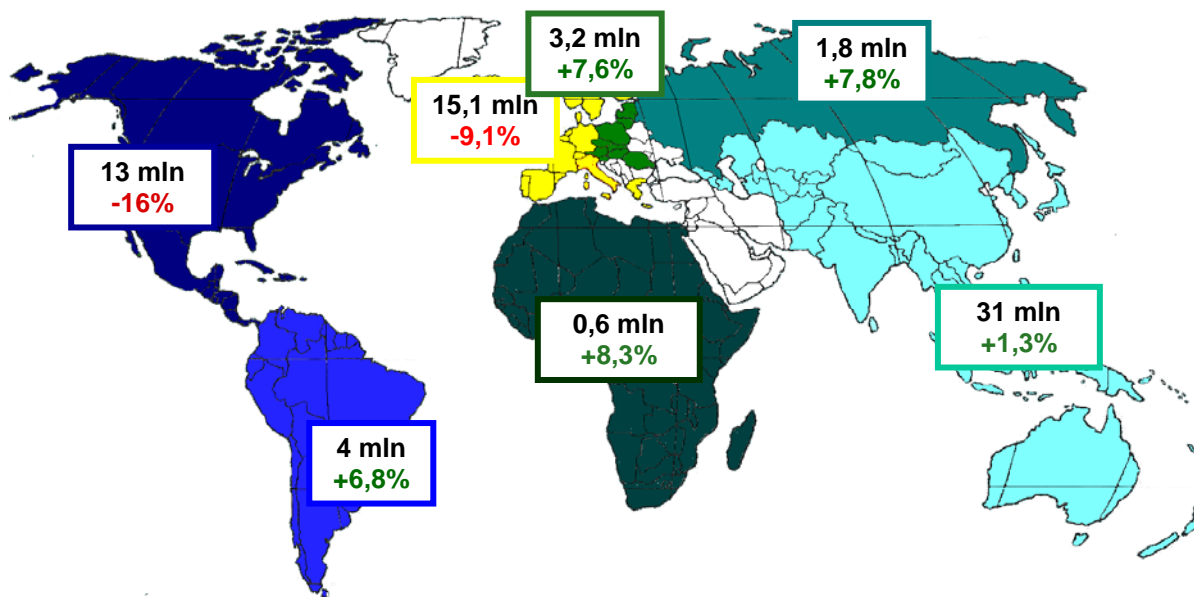 3,2 mln
+7,6%
1,8 mln
+7,8%
15,1 mln
-9,1%
13 mln
-16%
0,6 mln
+8,3%
31 mln
+1,3%
4 mln
+6,8%